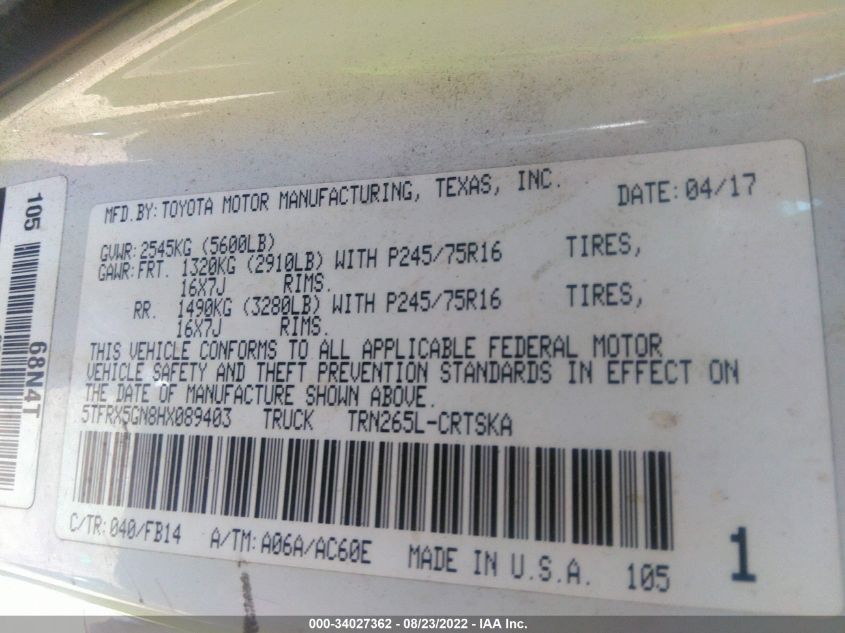 MFD.BY:TOYOTA MOTOR MANUFACTURING, TEXAS, INC. DATE:04/17
GVWR:2545KG (5600LB)
GAWR:FRT. 1320KG (2910LB) WITH P245/75R16 TIRES,
16X7J RIMS.
RR. 1490KG (3280LB) WITH P245/75R16 TIRES,
16X7J RIMS.
THIS VEHICLE CONFORMS TO ALL APPLICABLE FEDERAL MOTOR
VEHICLE SAFETY AND THEFT PREVENTION STANDARDS IN EFFECT ON
THE DATE OF MANUFACTURE SHOWN ABOVE.
5TFRX5GN8HX089403 TRUCK TRN265L-CRTSKA
C/TR:040/FB14 A/TM:A06A/AC60E MADE IN U.S.A. 105 1
105 68N4T
000-34027362 - 08/23/2022 - IAA Inc.